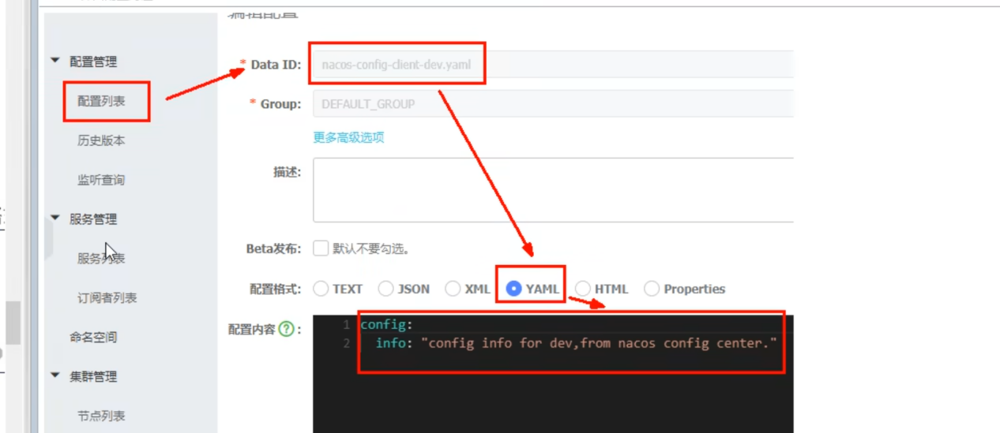 编辑配置
配置管理
配置列表
历史版本
监听查询
服务管理
服务列表
订阅者列表
命名空间
集群管理
节点列表
* Data ID: nacos-config-client-dev.yaml
* Group: DEFAULT_GROUP
更多高级选项
描述:
Beta发布: 默认不要勾选。
配置格式: TEXT JSON XML YAML HTML Properties
配置内容 ? :
1 config:
2 info: "config info for dev,from nacos config center."